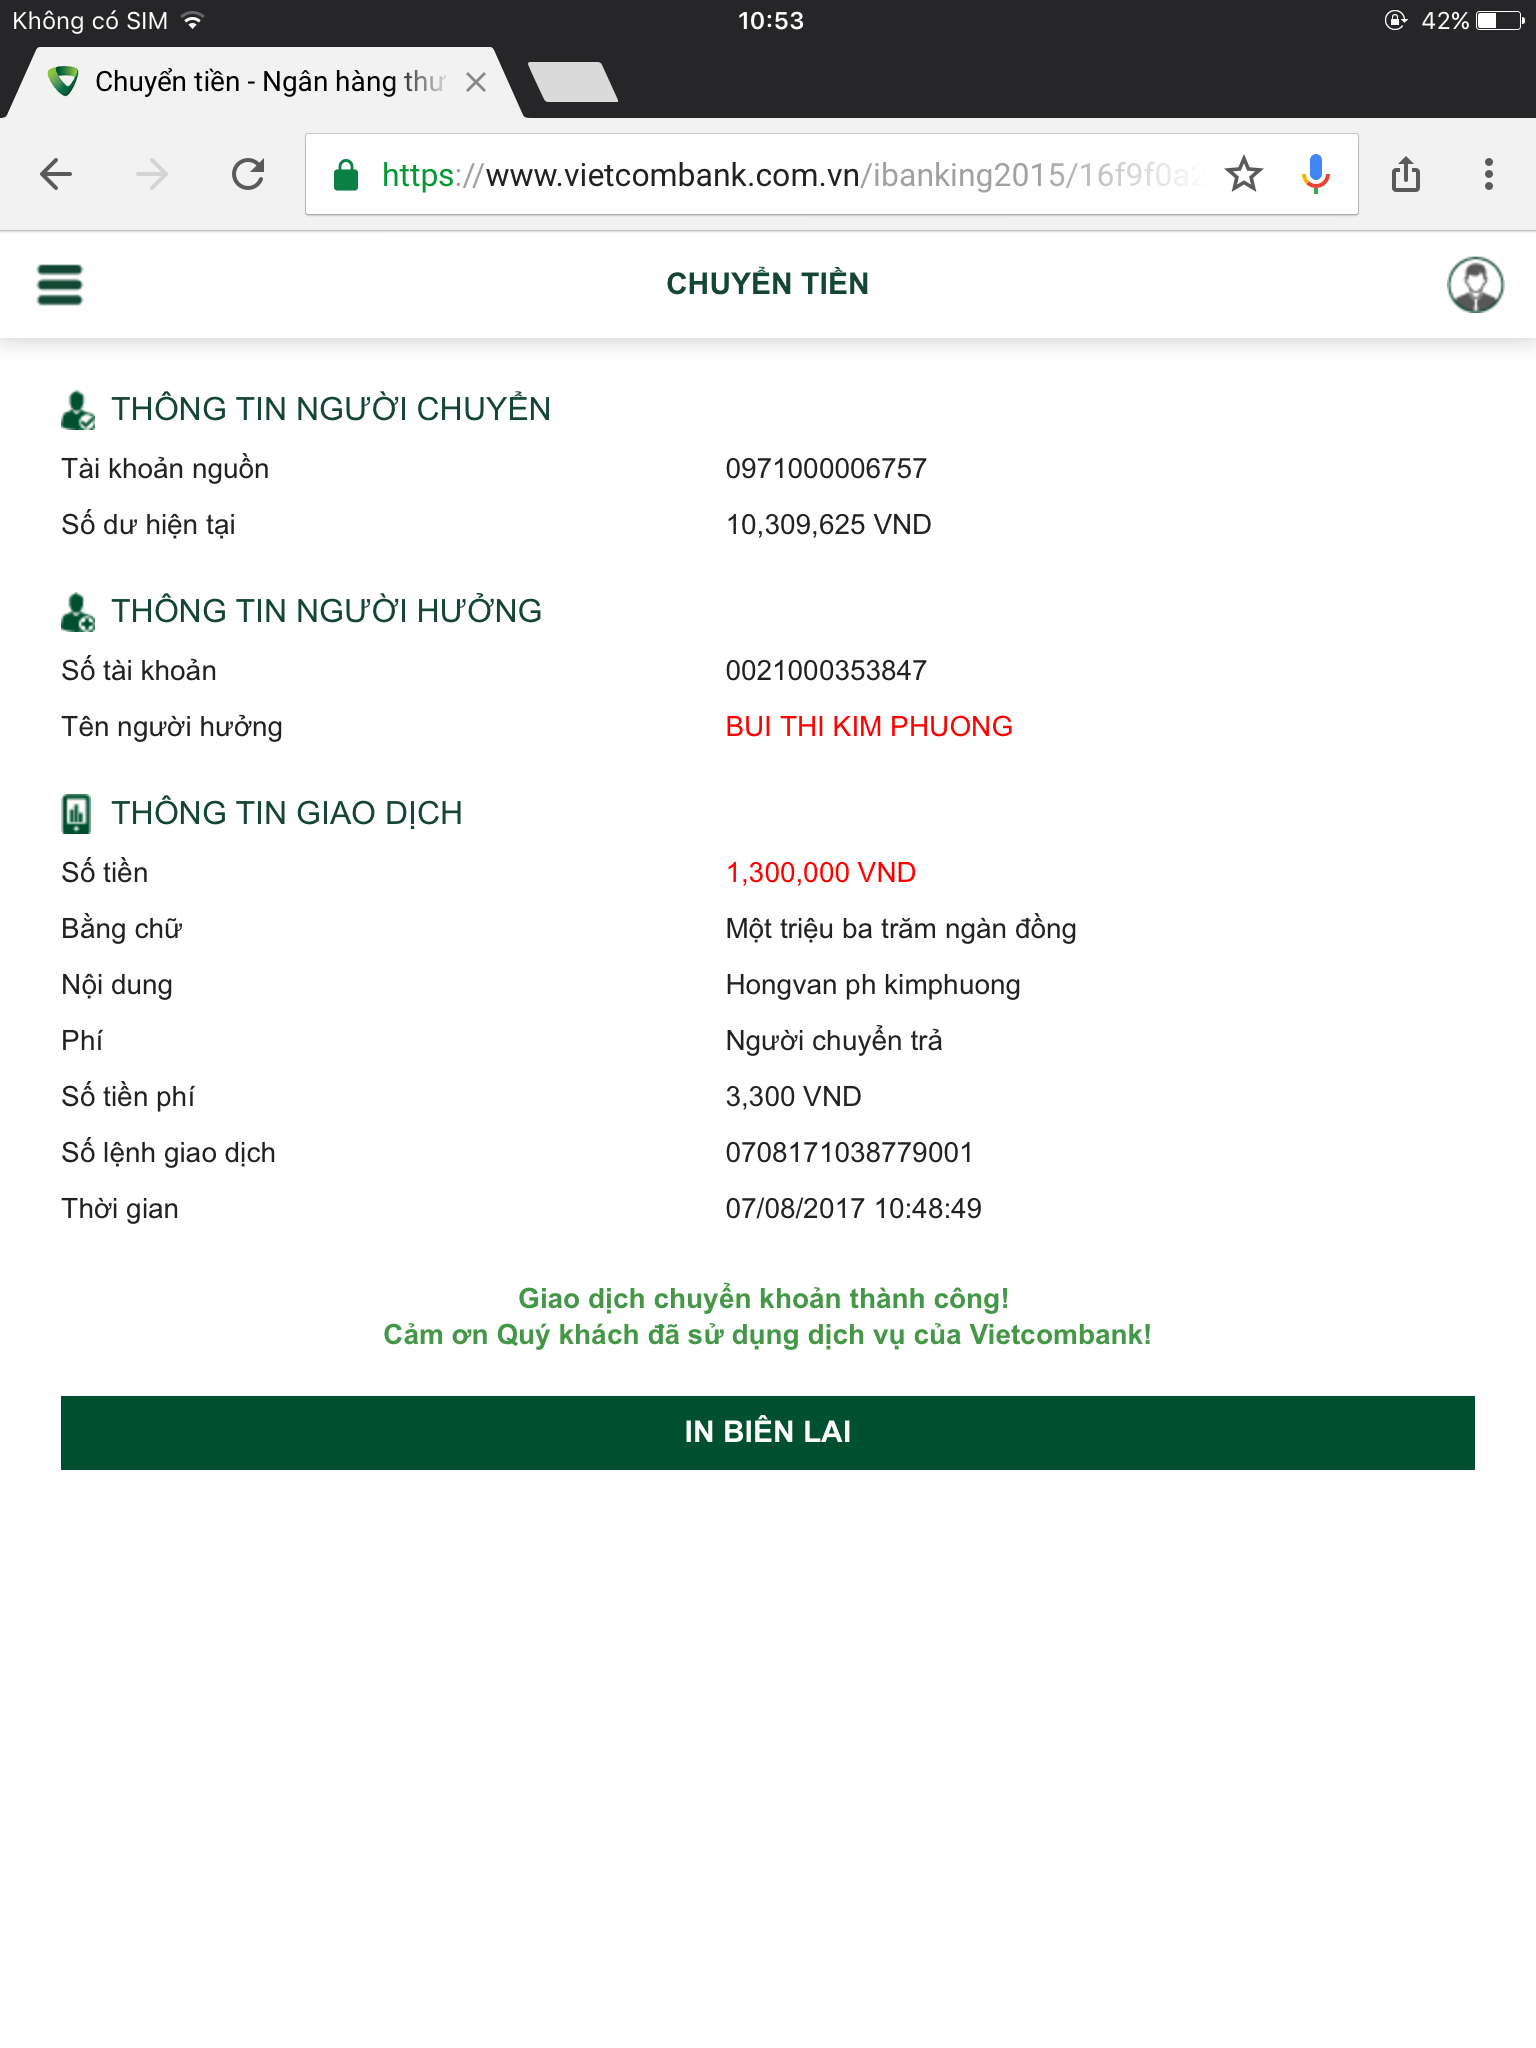 Không có SIM 10:53 42%
Chuyển tiền - Ngân hàng thư
https://www.vietcombank.com.vn/ibanking2015/16f9f0a2
CHUYỂN TIỀN
THÔNG TIN NGƯỜI CHUYỂN
Tài khoản nguồn 0971000006757
Số dư hiện tại 10,309,625 VND
THÔNG TIN NGƯỜI HƯỞNG
Số tài khoản 0021000353847
Tên người hưởng BUI THI KIM PHUONG
THÔNG TIN GIAO DỊCH
Số tiền 1,300,000 VND
Bằng chữ Một triệu ba trăm ngàn đồng
Nội dung Hongvan ph kimphuong
Phí Người chuyển trả
Số tiền phí 3,300 VND
Số lệnh giao dịch 0708171038779001
Thời gian 07/08/2017 10:48:49
Giao dịch chuyển khoản thành công!
Cảm ơn Quý khách đã sử dụng dịch vụ của Vietcombank!
IN BIÊN LAI